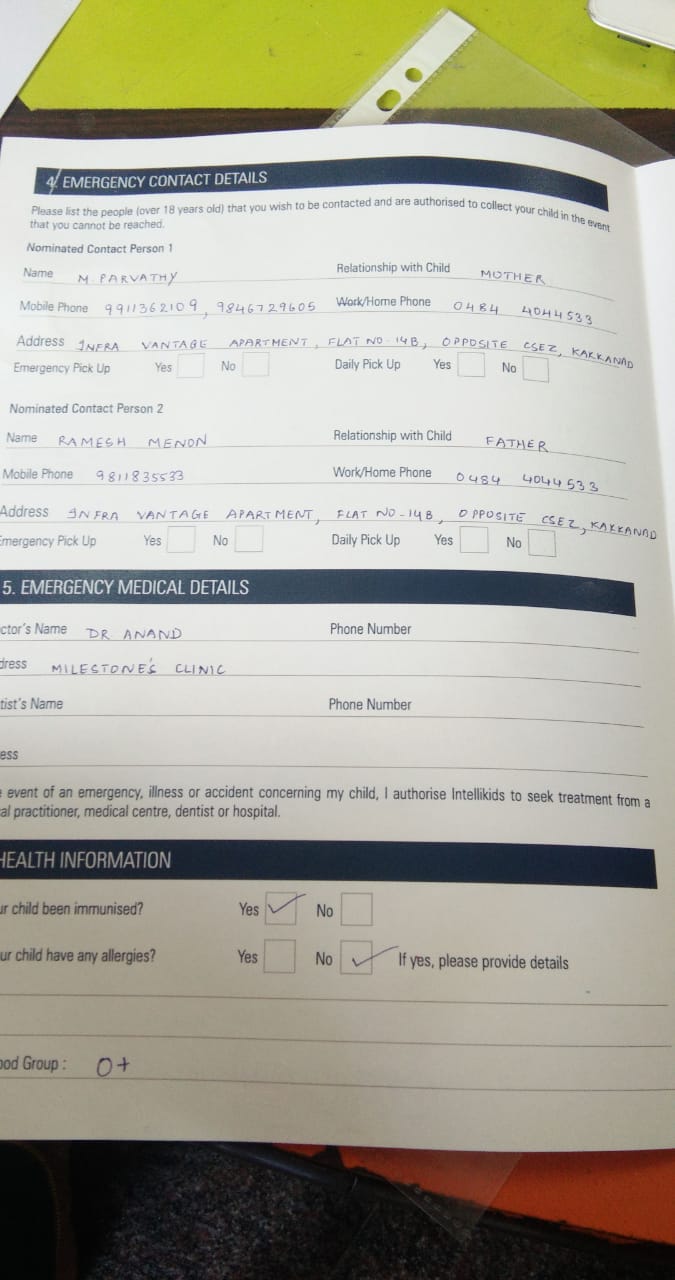 4. EMERGENCY CONTACT DETAILS
Please list the people (over 18 years old) that you wish to be contacted and are authorised to collect your child in the event
that you cannot be reached.
Nominated Contact Person 1
Name M. PARVATHY Relationship with Child MOTHER
Mobile Phone 9911362109, 9846729605 Work/Home Phone 0484 4044533
Address INFRA VANTAGE APARTMENT, FLAT NO - 14B, OPPOSITE CSEZ, KAKKANAD
Emergency Pick Up Yes No Daily Pick Up Yes No
Nominated Contact Person 2
Name RAMESH MENON Relationship with Child FATHER
Mobile Phone 9811835533 Work/Home Phone 0484 4044533
Address INFRA VANTAGE APARTMENT, FLAT NO - 14B, OPPOSITE CSEZ, KAKKANAD
Emergency Pick Up Yes No Daily Pick Up Yes No
5. EMERGENCY MEDICAL DETAILS
ctor's Name DR ANAND Phone Number
dress MILESTONE'S CLINIC
tist's Name Phone Number
ess
e event of an emergency, illness or accident concerning my child, I authorise Intellikids to seek treatment from a
al practitioner, medical centre, dentist or hospital.
HEALTH INFORMATION
ur child been immunised? Yes ✓ No
ur child have any allergies? Yes No ✓ If yes, please provide details
ood Group : O+